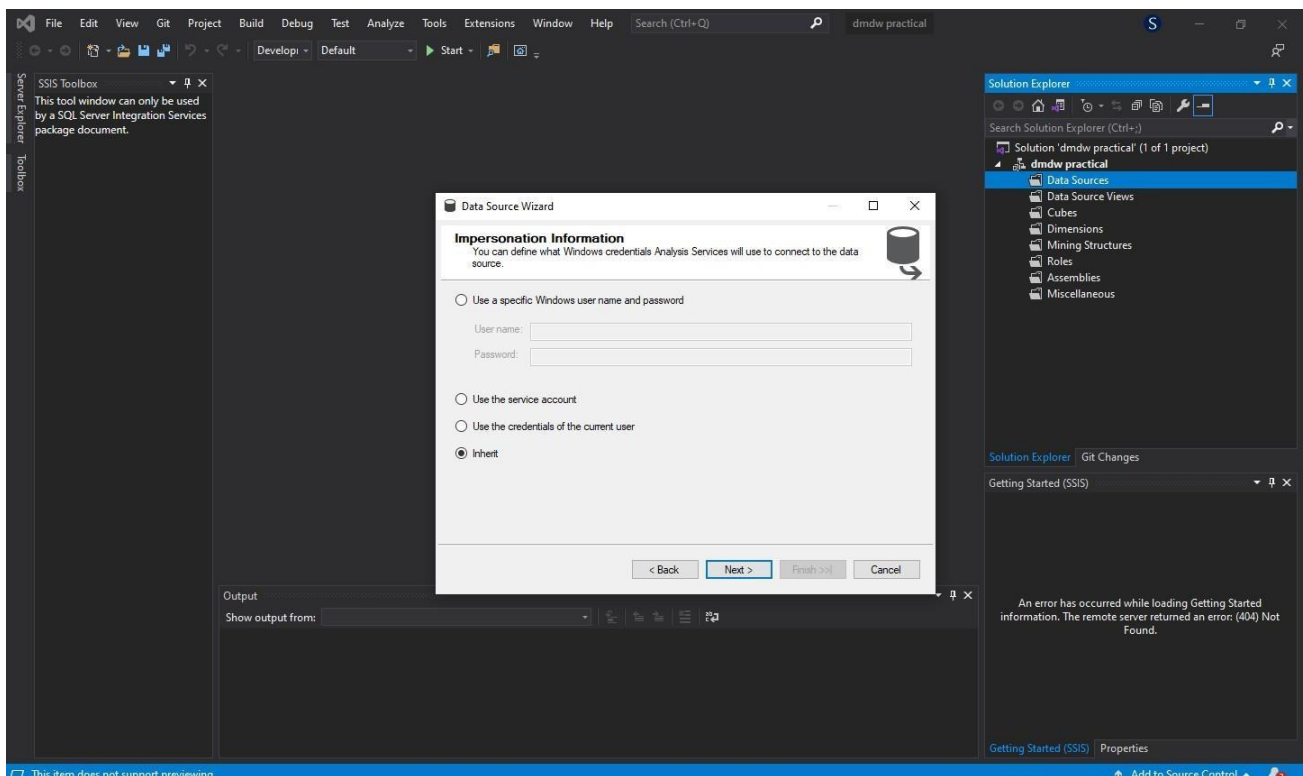 File Edit View Git Project Build Debug Test Analyze Tools Extensions Window Help Search (Ctrl+Q) dmdw practical S
Developi Default Start
Server Explorer
Toolbox
SSIS Toolbox
This tool window can only be used
by a SQL Server Integration Services
package document.
Data Source Wizard
Impersonation Information
You can define what Windows credentials Analysis Services will use to connect to the data
source.
Use a specific Windows user name and password
User name:
Password:
Use the service account
Use the credentials of the current user
Inherit
< Back Next > Finish >>| Cancel
Output
Show output from:
Solution Explorer
Search Solution Explorer (Ctrl+;)
Solution 'dmdw practical' (1 of 1 project)
dmdw practical
Data Sources
Data Source Views
Cubes
Dimensions
Mining Structures
Roles
Assemblies
Miscellaneous
Solution Explorer Git Changes
Getting Started (SSIS)
An error has occurred while loading Getting Started
information. The remote server returned an error: (404) Not
Found.
Getting Started (SSIS) Properties
This item does not support previewing
Add to Source Control